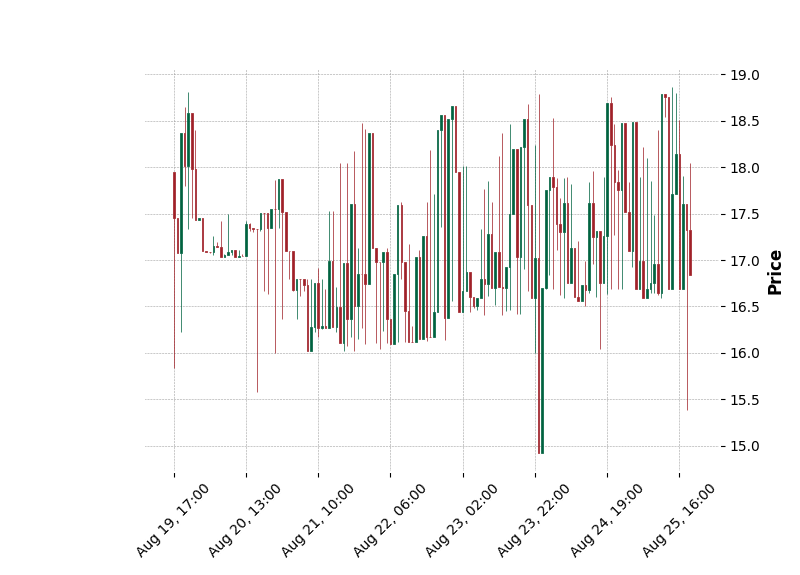 19.0
18.5
18.0
17.5
17.0
16.5
16.0
15.5
15.0
Price
Aug 19, 17:00
Aug 20, 13:00
Aug 21, 10:00
Aug 22, 06:00
Aug 23, 02:00
Aug 23, 22:00
Aug 24, 19:00
Aug 25, 16:00